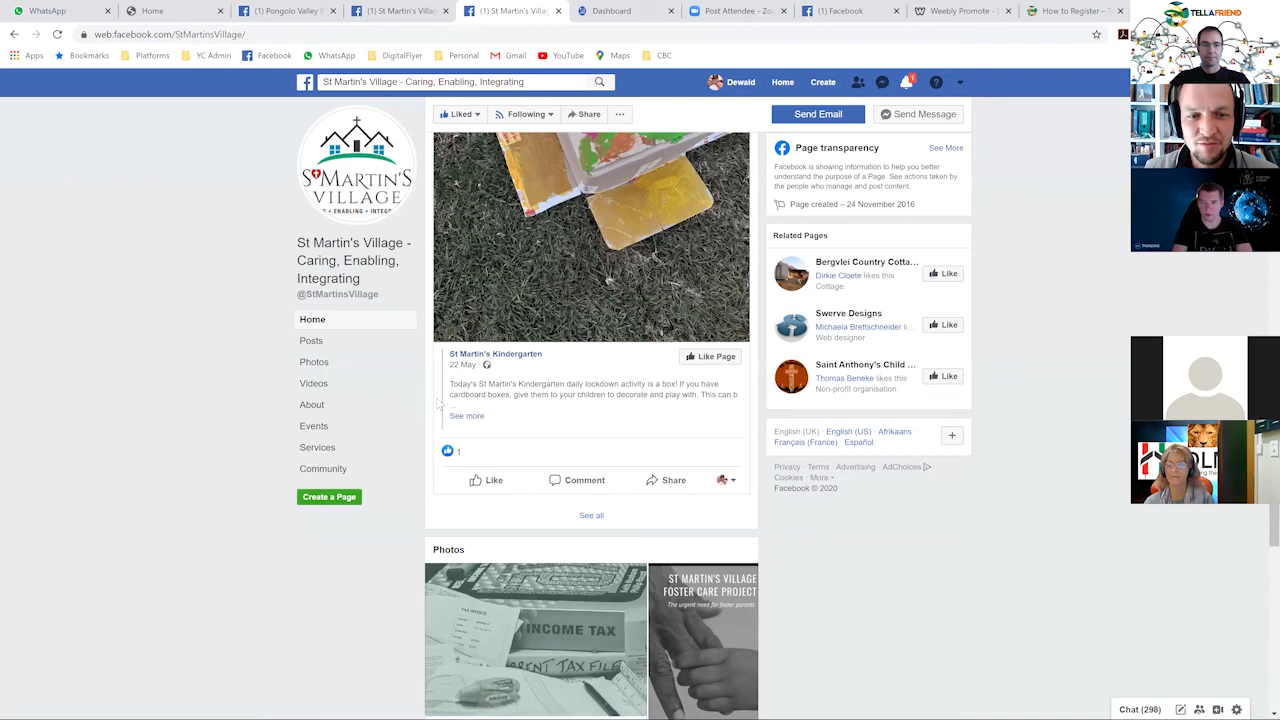 WhatsApp
Home
(1) Pongolo Valley
(1) St Martin's Villag
(1) St Martin's Villag
Dashboard
Post Attendee - Zo
(1) Facebook
Weebly Promote -
How to Register – T
web.facebook.com/StMartinsVillage/
Apps
Bookmarks
Platforms
YC Admin
Facebook
WhatsApp
DigitalFlyer
Personal
Gmail
YouTube
Maps
CBC
TELLAFRIEND
St Martin's Village - Caring, Enabling, Integrating
Dewald
Home
Create
1
Liked
Following
Share
Send Email
Send Message
ST MARTIN'S
VILLAGE
St Martin's Village -
Caring, Enabling,
Integrating
@StMartinsVillage
Home
Posts
Photos
Videos
About
Events
Services
Community
Create a Page
St Martin's Kindergarten
22 May
Like Page
Today's St Martin's Kindergarten daily lockdown activity is a box! If you have
cardboard boxes, give them to your children to decorate and play with. This can b
...
See more
1
Like
Comment
Share
See all
Photos
INCOME TAX
TAX INVOICE
ST MARTIN'S VILLAGE
FOSTER CARE PROJECT
The urgent need for foster parents
Page transparency
See More
Facebook is showing information to help you better
understand the purpose of a Page. See actions taken by
the people who manage and post content.
Page created – 24 November 2016
Related Pages
Bergvlei Country Cotta...
Dirkie Cloete likes this
Cottage
Like
Swerve Designs
Michaela Brettschneider li...
Web designer
Like
Saint Anthony's Child ...
Thomas Beneke likes this
Non-profit organisation
Like
English (UK) · English (US) · Afrikaans ·
Français (France) · Español
Privacy · Terms · Advertising · AdChoices
Cookies · More
Facebook © 2020
Chat (298)